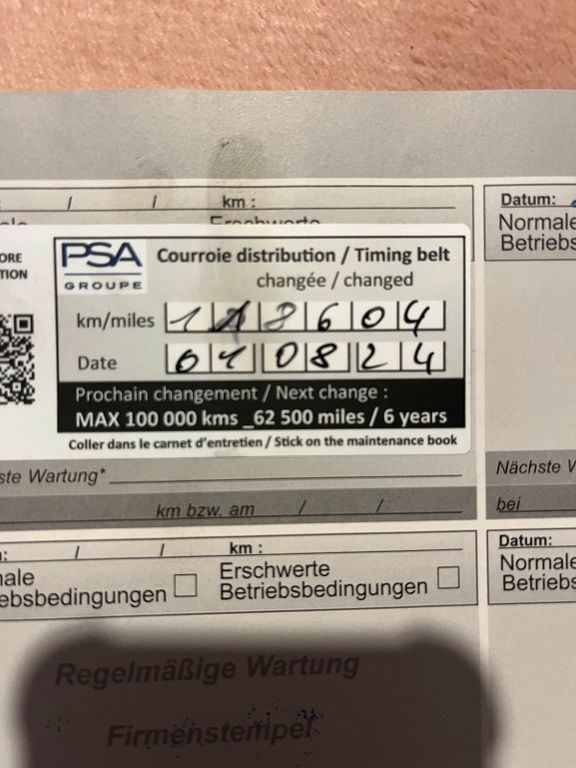 / / km :
Erschwerte
Datum:
Normale
Betriebs
ORE
TION
PSA
GROUPE
Courroie distribution / Timing belt
changée / changed
km/miles 118604
Date 010824
Prochain changement / Next change :
MAX 100 000 kms _62 500 miles / 6 years
Coller dans le carnet d'entretien / Stick on the maintenance book
ste Wartung*
Nächste W
km bzw. am / /
bei
: / / km :
Datum:
nale
ebsbedingungen
Erschwerte
Betriebsbedingungen
Normale
Betriebs
Regelmäßige Wartung
Firmenstempel